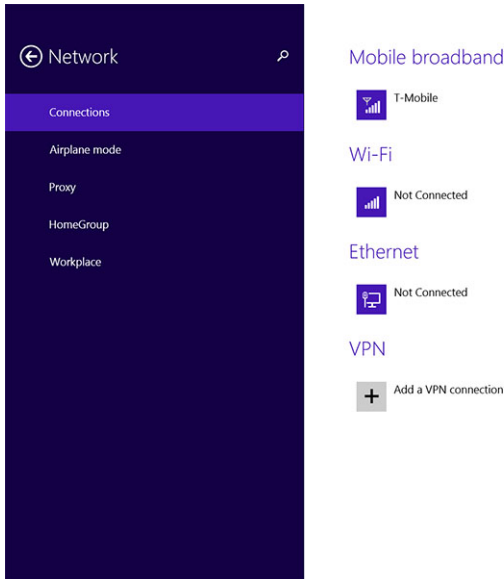 Network
Connections
Airplane mode
Proxy
HomeGroup
Workplace
Mobile broadband
T-Mobile
Wi-Fi
Not Connected
Ethernet
Not Connected
VPN
Add a VPN connection